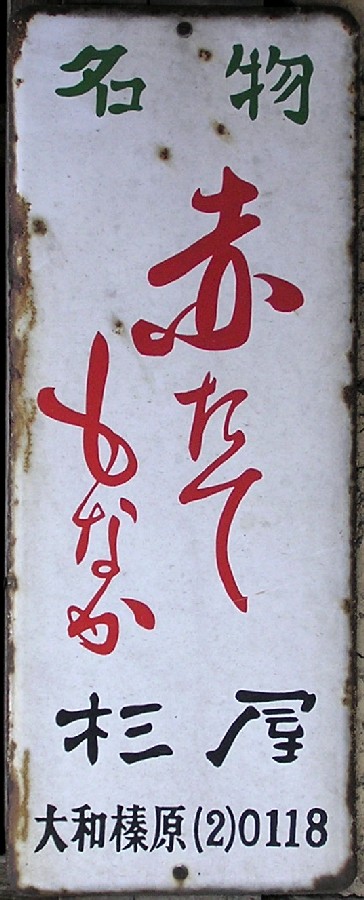 名物
赤たて
もなか
杉屋
大和榛原(2)0118